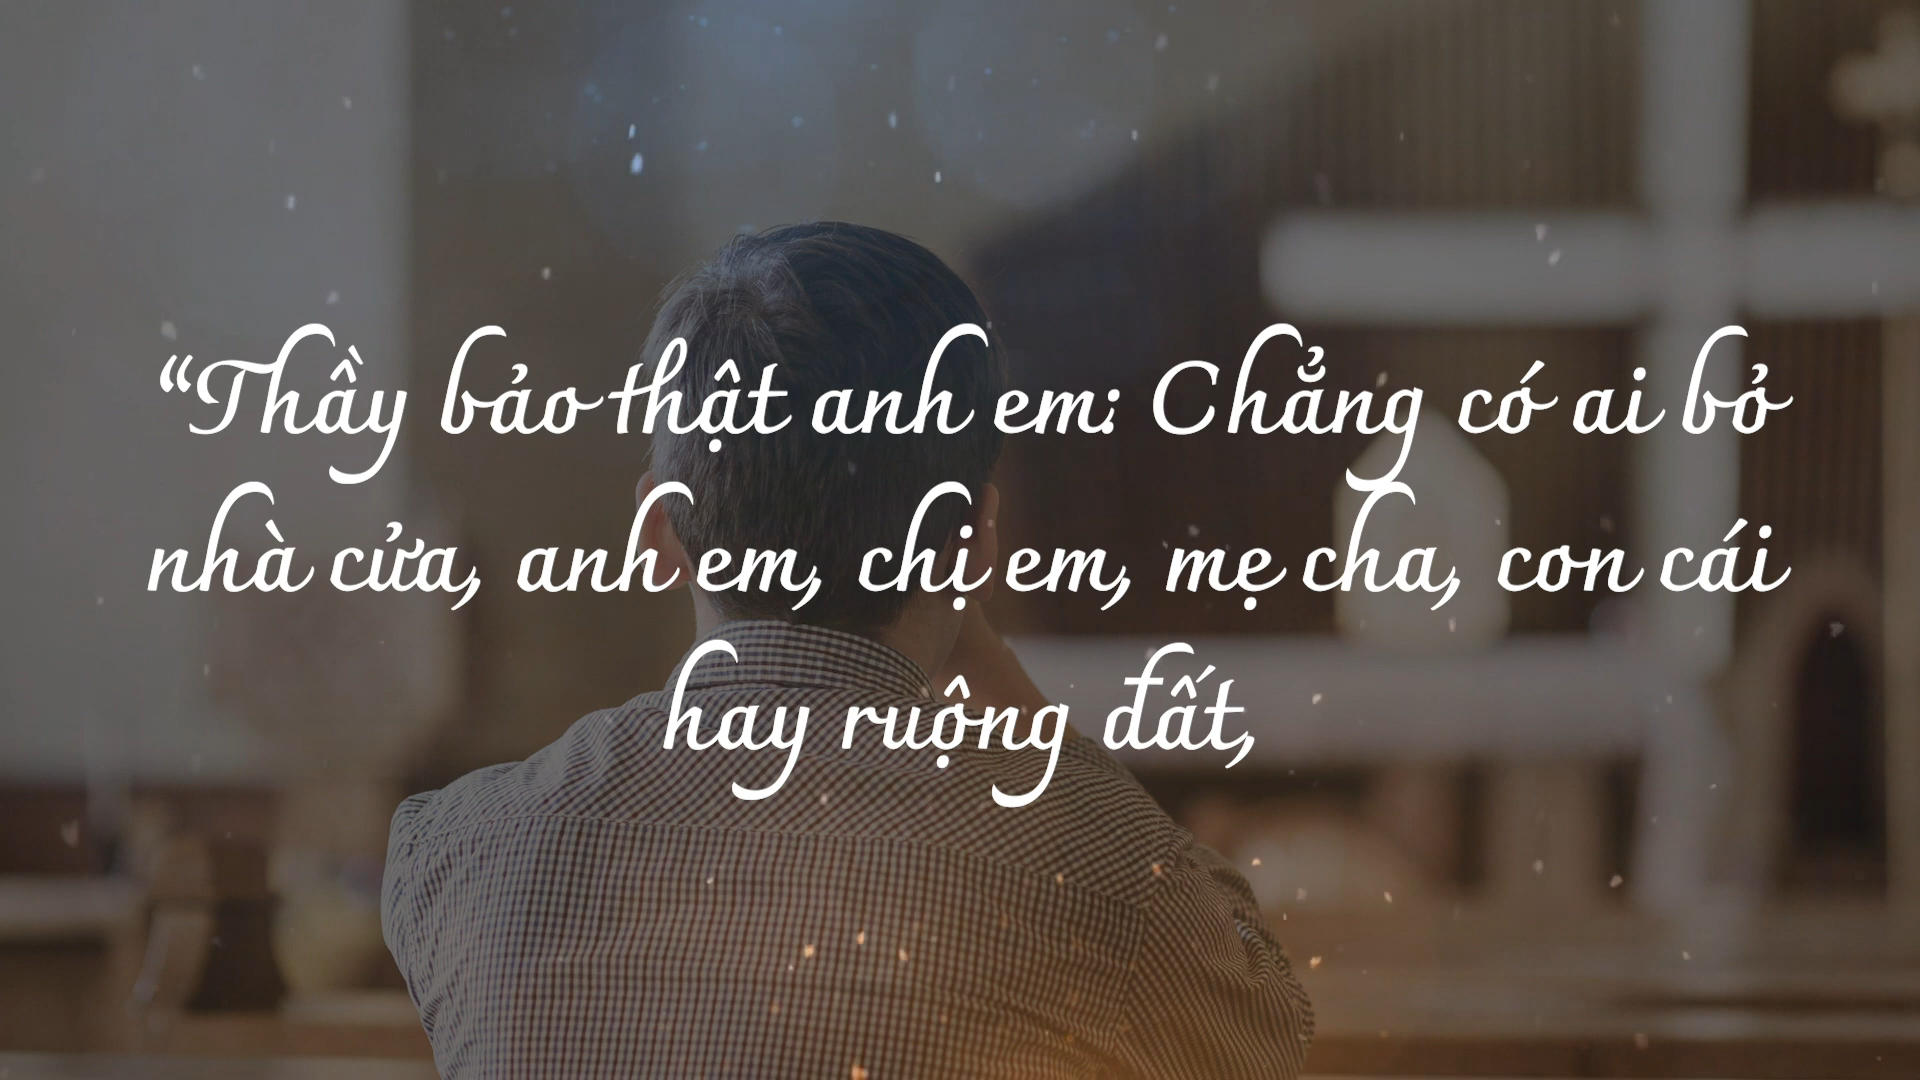 “Thầy bảo thật anh em: Chẳng có ai bỏ
nhà cửa, anh em, chị em, mẹ cha, con cái
hay ruộng đất,